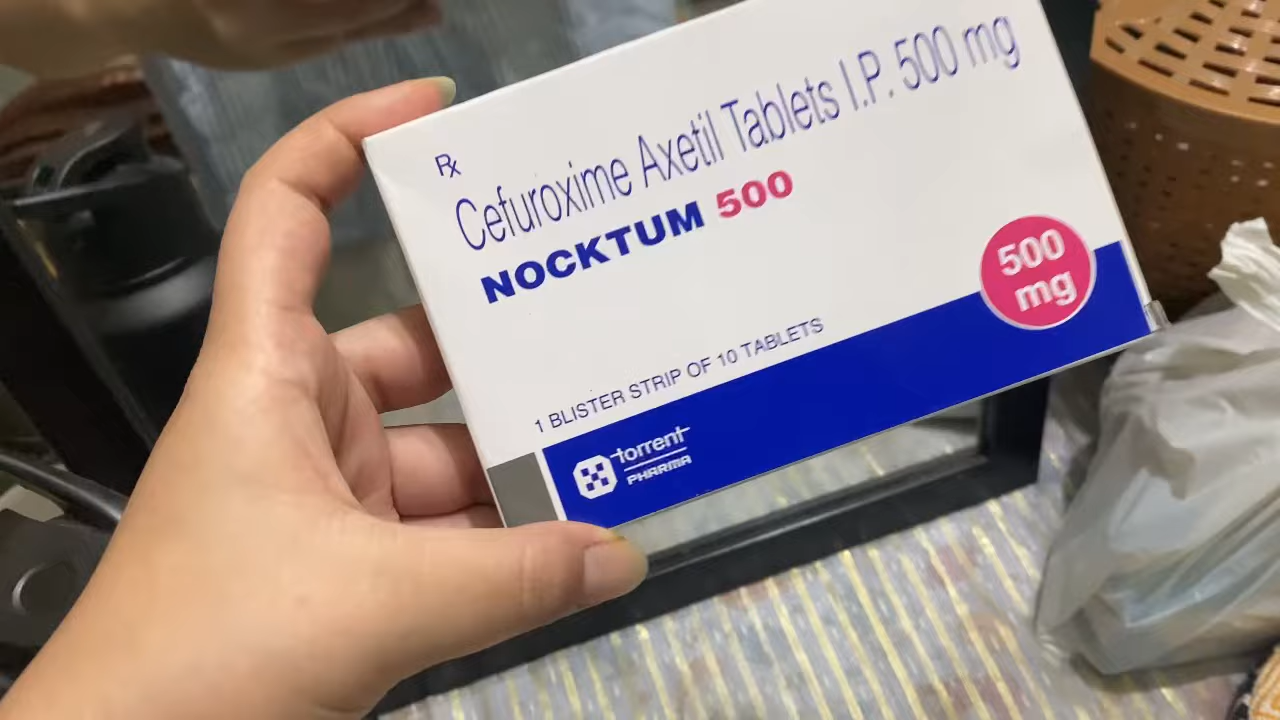 Rx
Cefuroxime Axetil Tablets I.P. 500 mg
NOCKTUM 500
500
mg
1 BLISTER STRIP OF 10 TABLETS
torrent
PHARMA